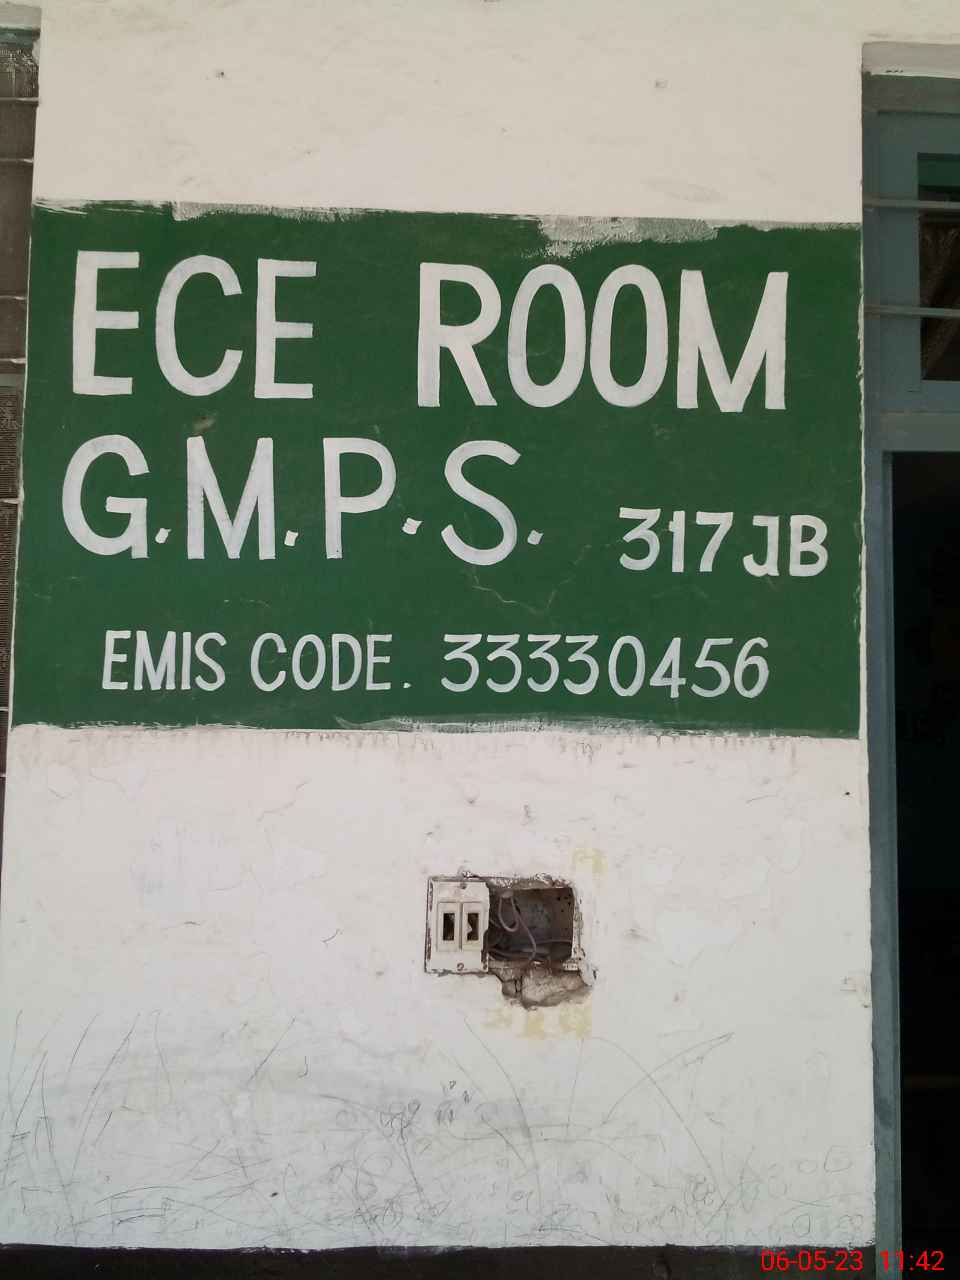 ECE ROOM
G.M.P.S. 317 JB
EMIS CODE. 33330456
06-05-23 11:42